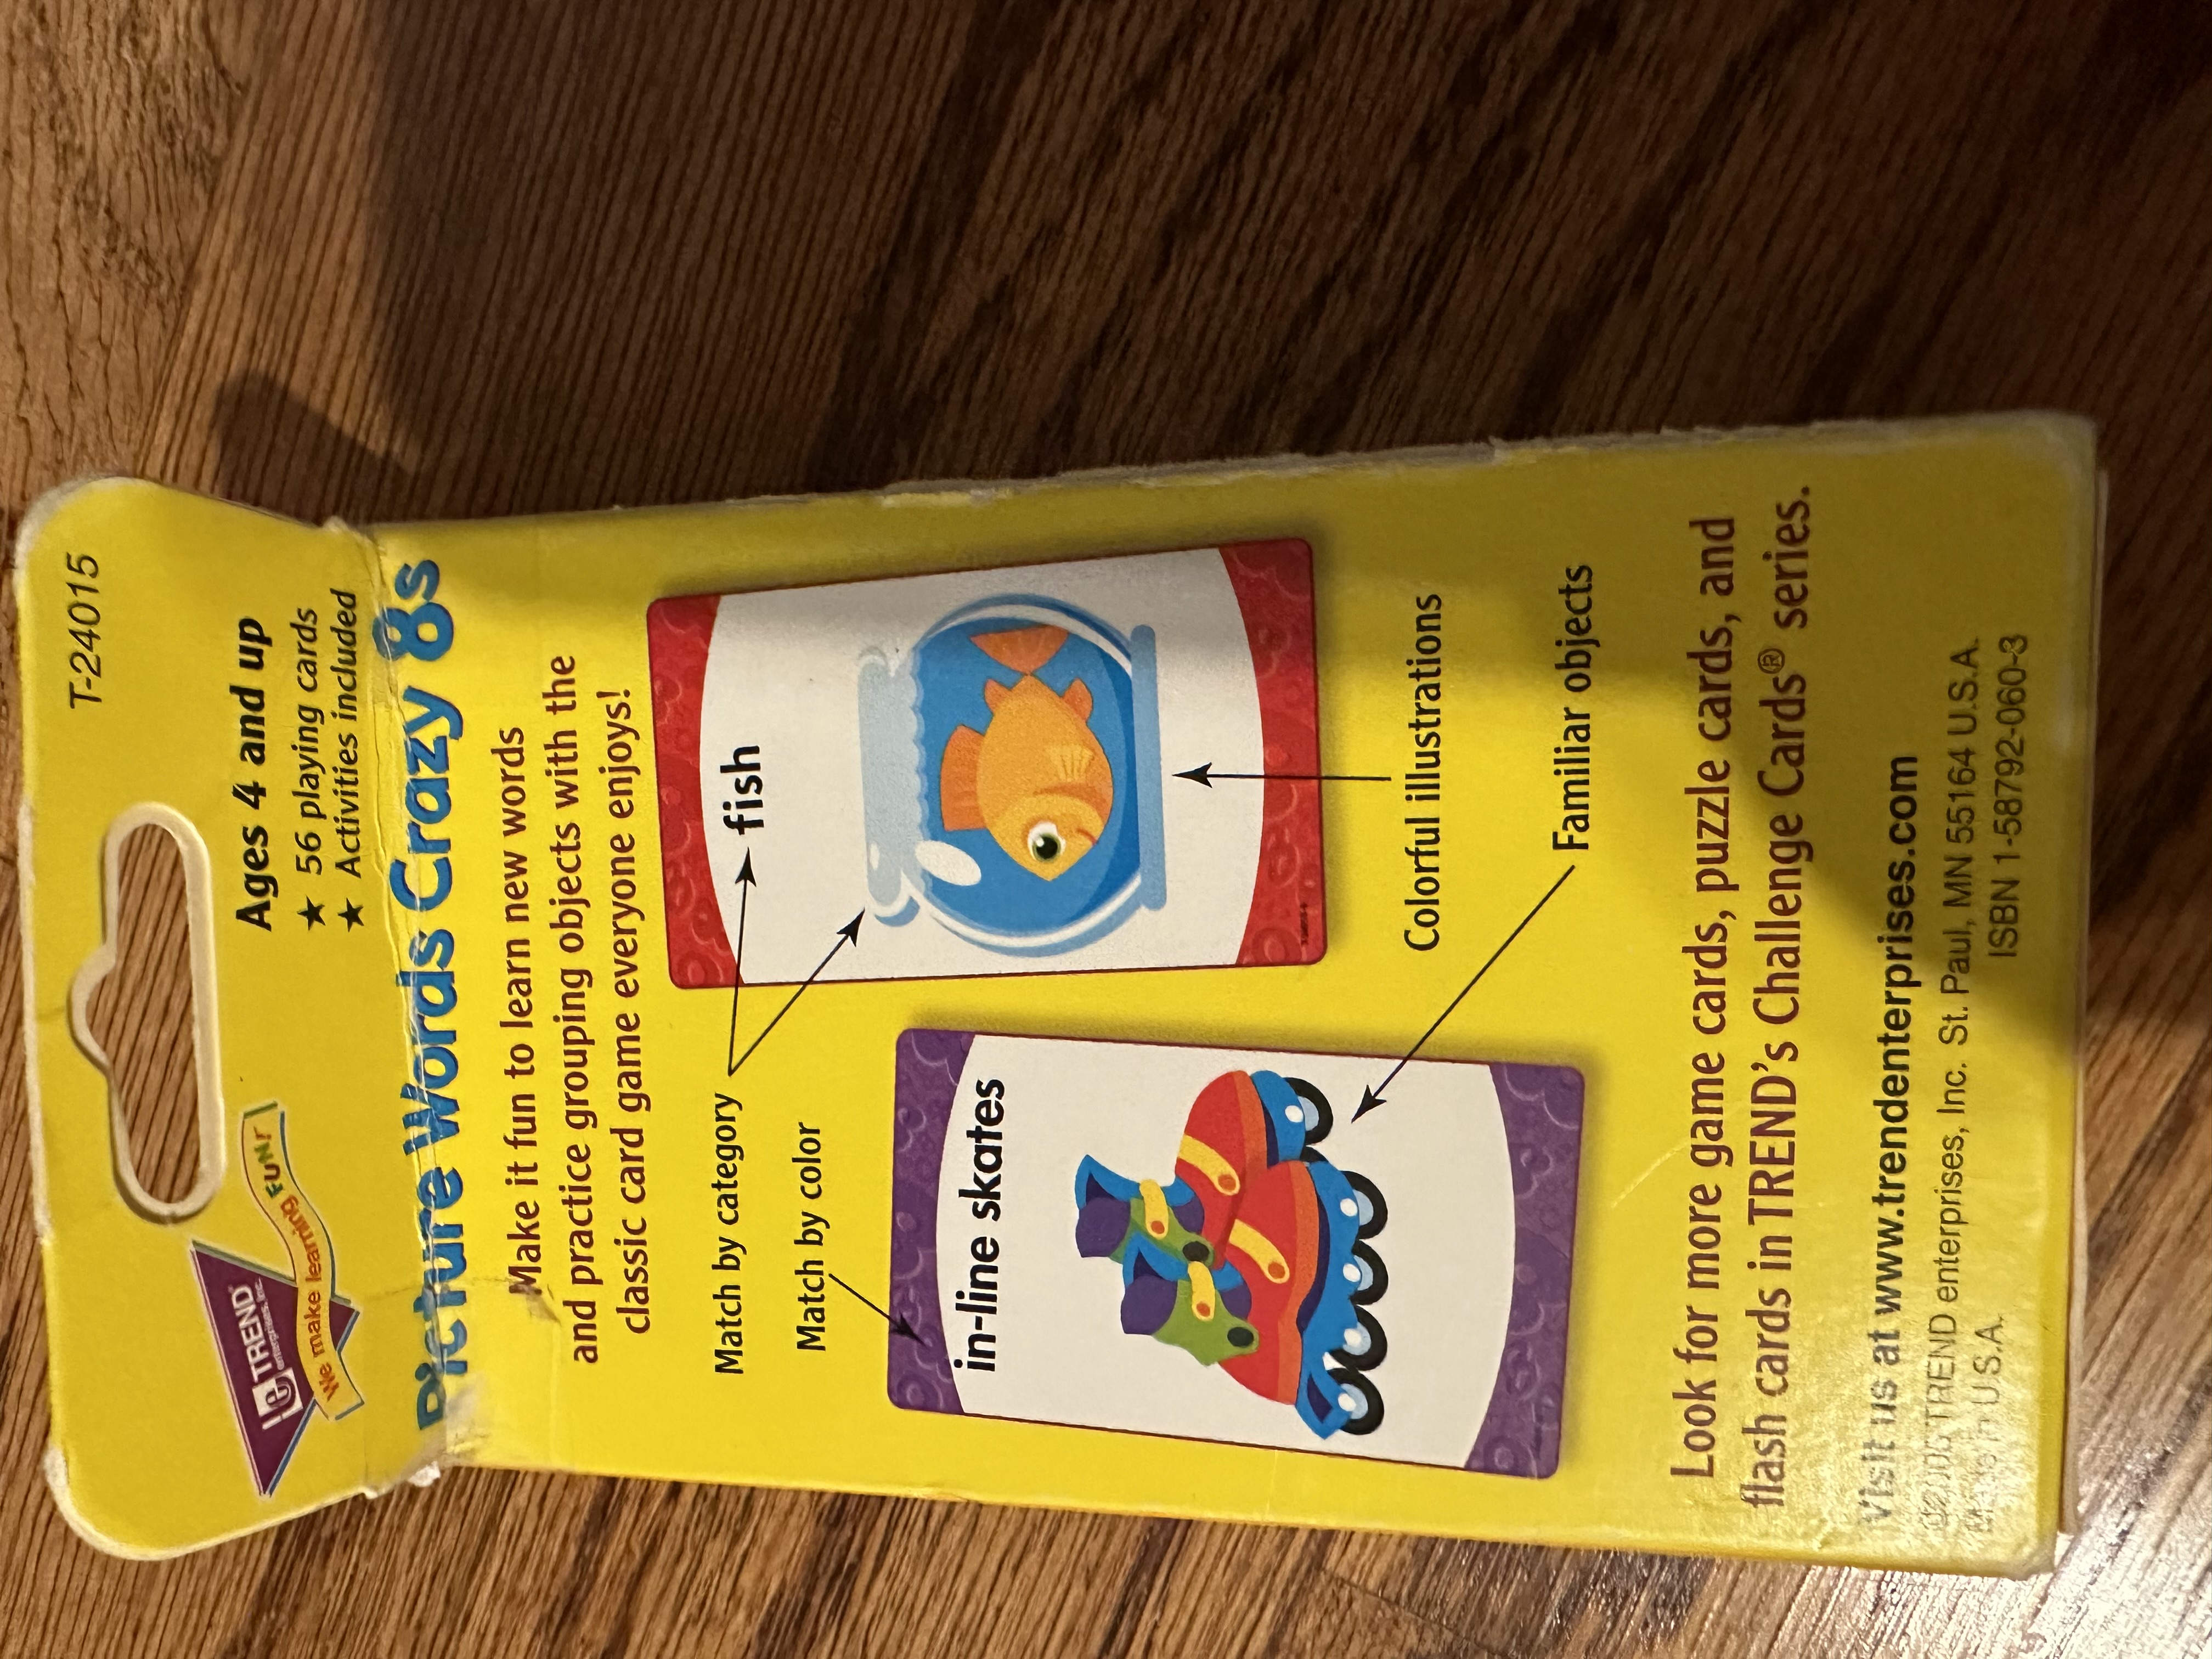 T-24015
TREND
enterprises, Inc.
We make learning FUN!
Ages 4 and up
★ 56 playing cards
★ Activities included
Picture Words Crazy 8s
Make it fun to learn new words
and practice grouping objects with the
classic card game everyone enjoys!
Match by category
Match by color
fish
in-line skates
Colorful illustrations
Familiar objects
Look for more game cards, puzzle cards, and
flash cards in TREND's Challenge Cards® series.
Visit us at www.trendenterprises.com
TREND enterprises, Inc. St. Paul, MN 55164 U.S.A.
Made in U.S.A.
ISBN 1-58792-060-3